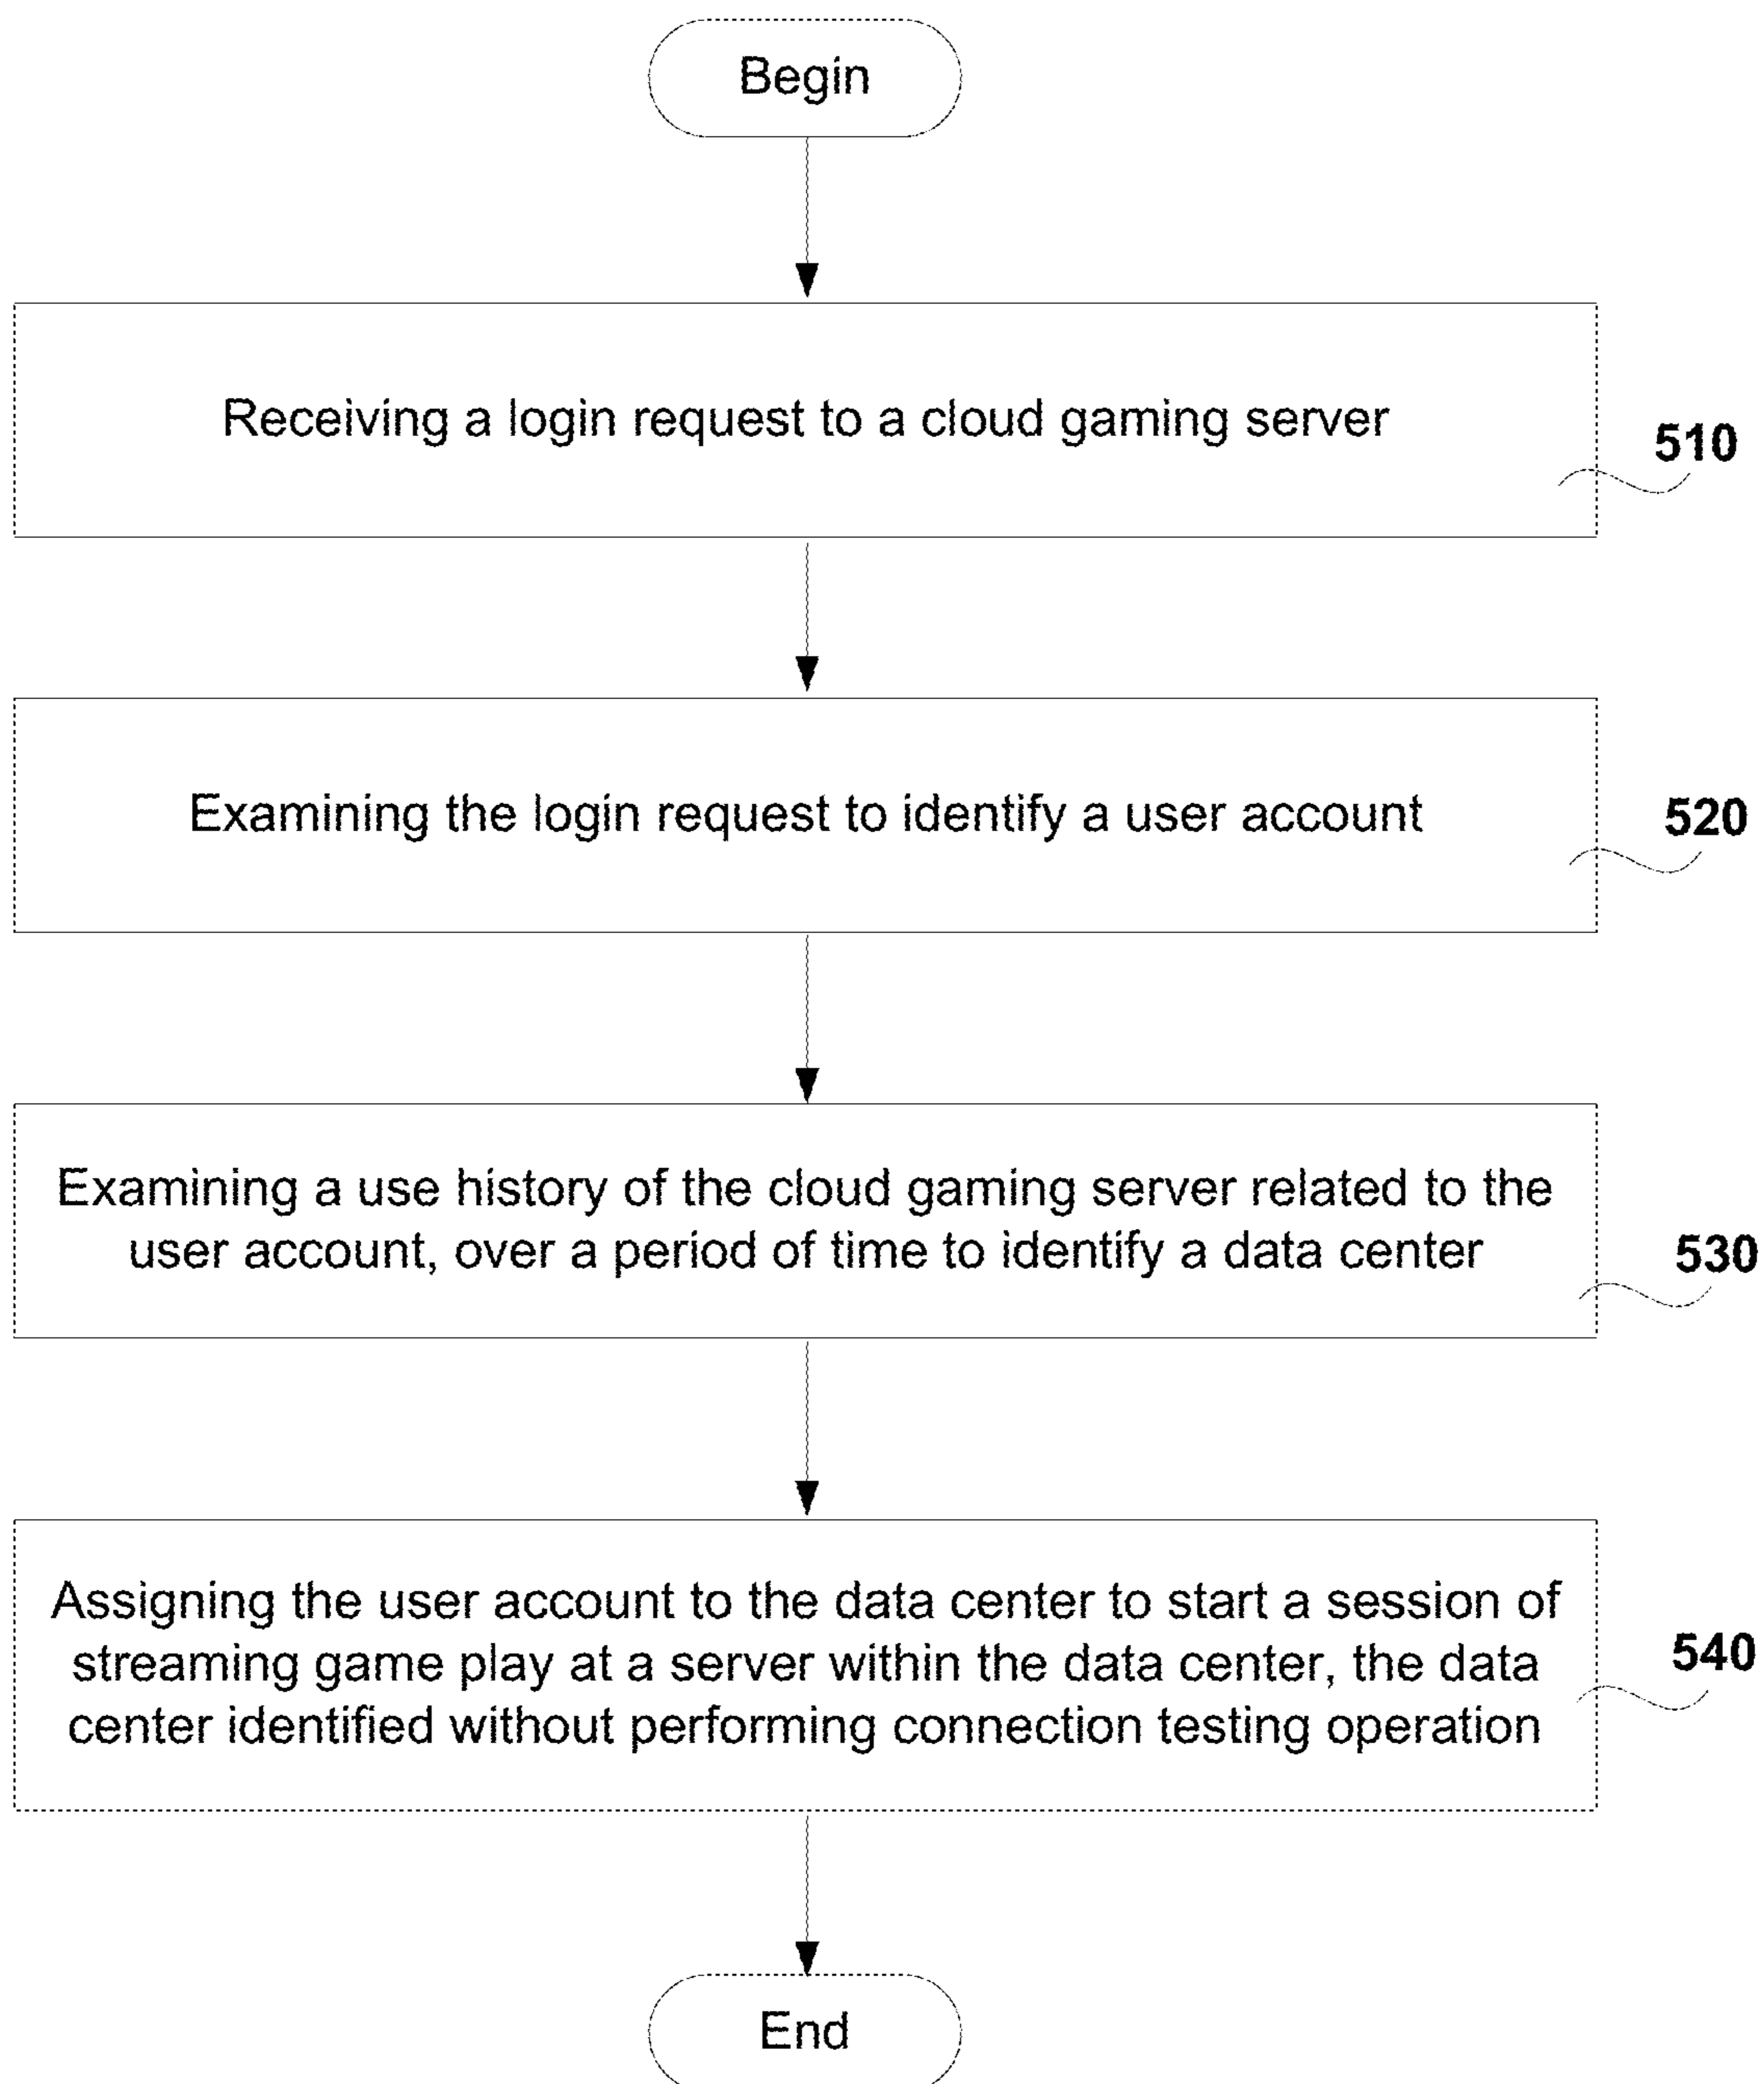 Begin
Receiving a login request to a cloud gaming server
510
Examining the login request to identify a user account
520
Examining a use history of the cloud gaming server related to the
user account, over a period of time to identify a data center
530
Assigning the user account to the data center to start a session of
streaming game play at a server within the data center, the data
center identified without performing connection testing operation
540
End